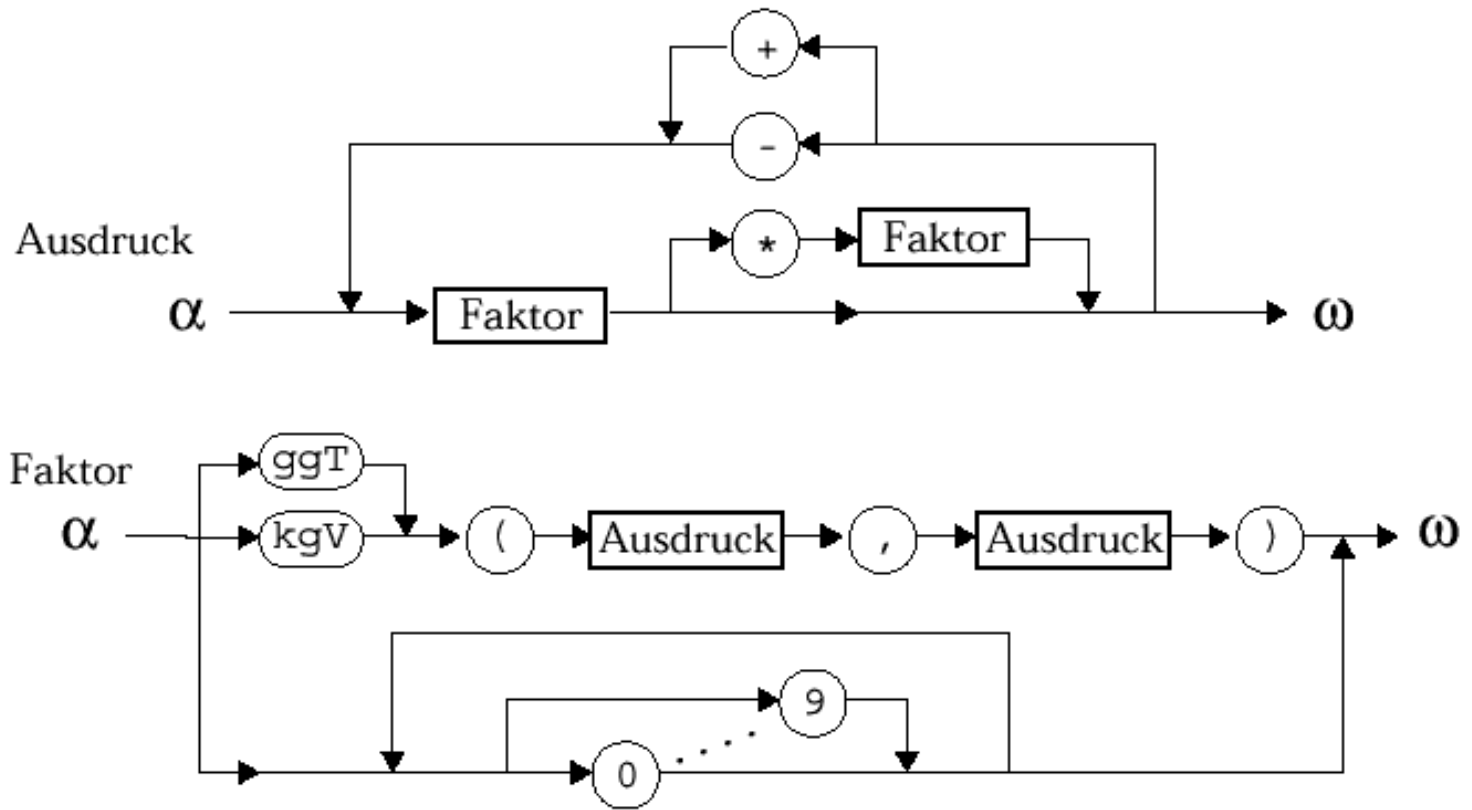 +
-
Ausdruck * Faktor
α Faktor ω
Faktor ggT
α kgV ( Ausdruck , Ausdruck ) ω
9
0 . . . . .